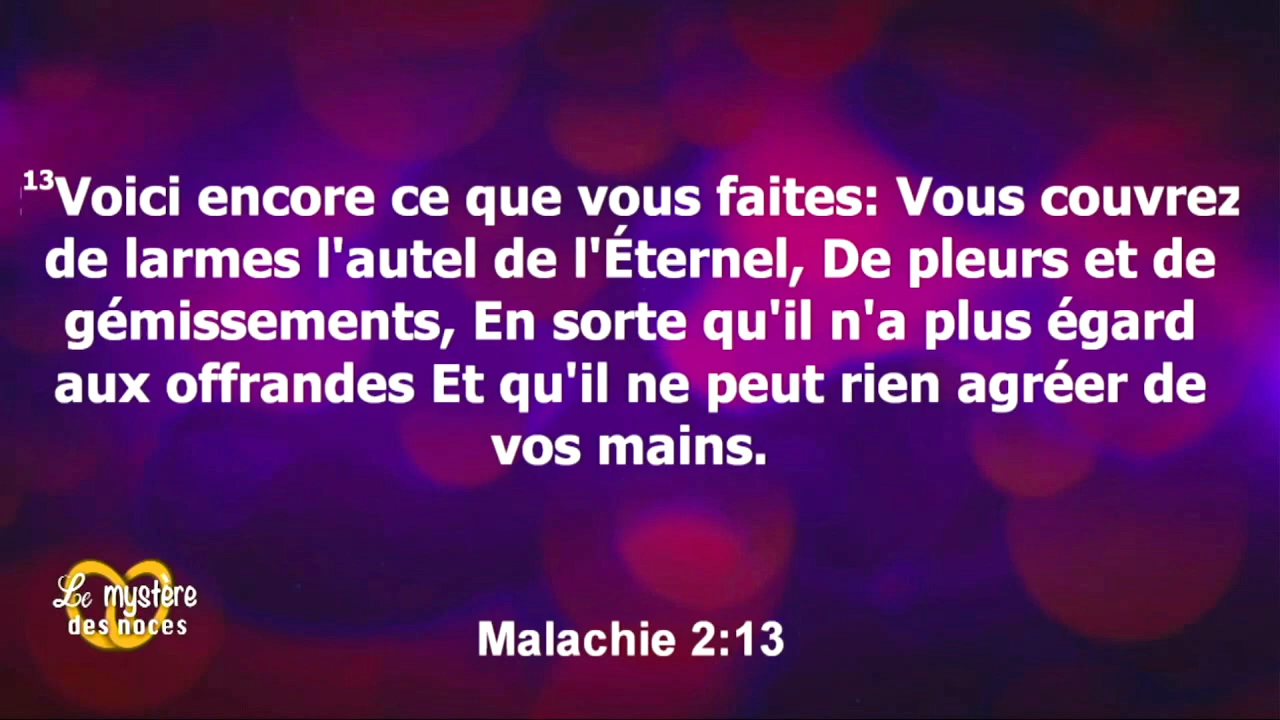 13Voici encore ce que vous faites: Vous couvrez
de larmes l'autel de l'Éternel, De pleurs et de
gémissements, En sorte qu'il n'a plus égard
aux offrandes Et qu'il ne peut rien agréer de
vos mains.
Le mystère
des noces
Malachie 2:13